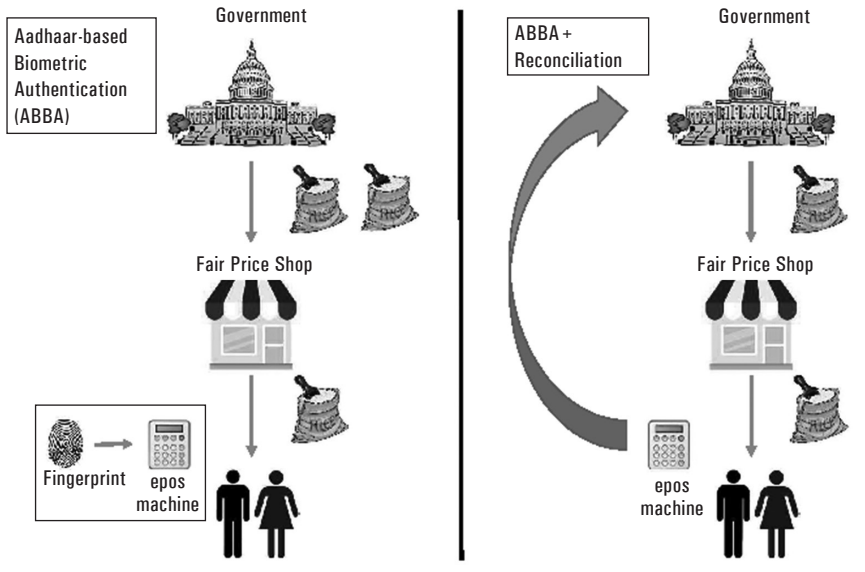 Aadhaar-based
Biometric
Authentication
(ABBA)
Government
RICE
Fair Price Shop
Fingerprint
epos
machine
ABBA +
Reconciliation
Government
Fair Price Shop
epos
machine